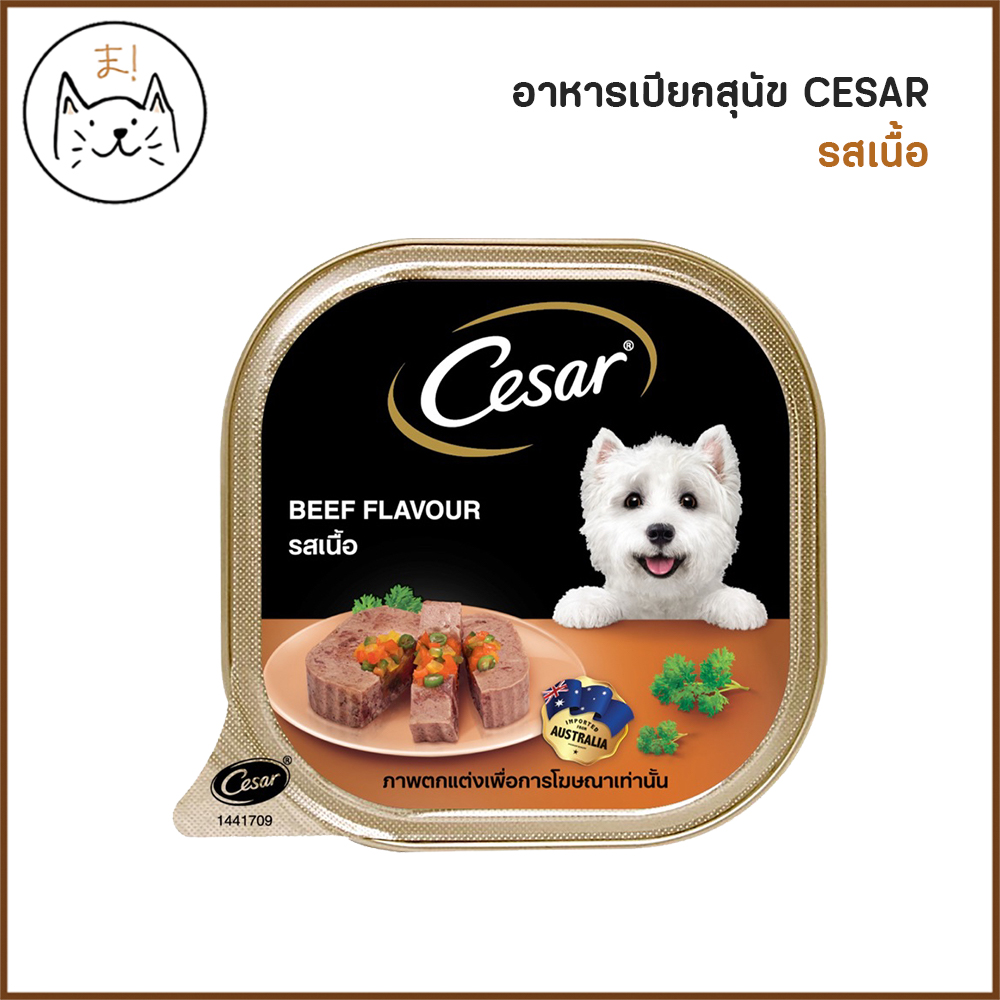 ま!
อาหารเปียกสุนัข CESAR
รสเนื้อ
Cesar®
BEEF FLAVOUR
รสเนื้อ
IMPORTED
FROM
AUSTRALIA
ภาพตกแต่งเพื่อการโฆษณาเท่านั้น
Cesar®
1441709